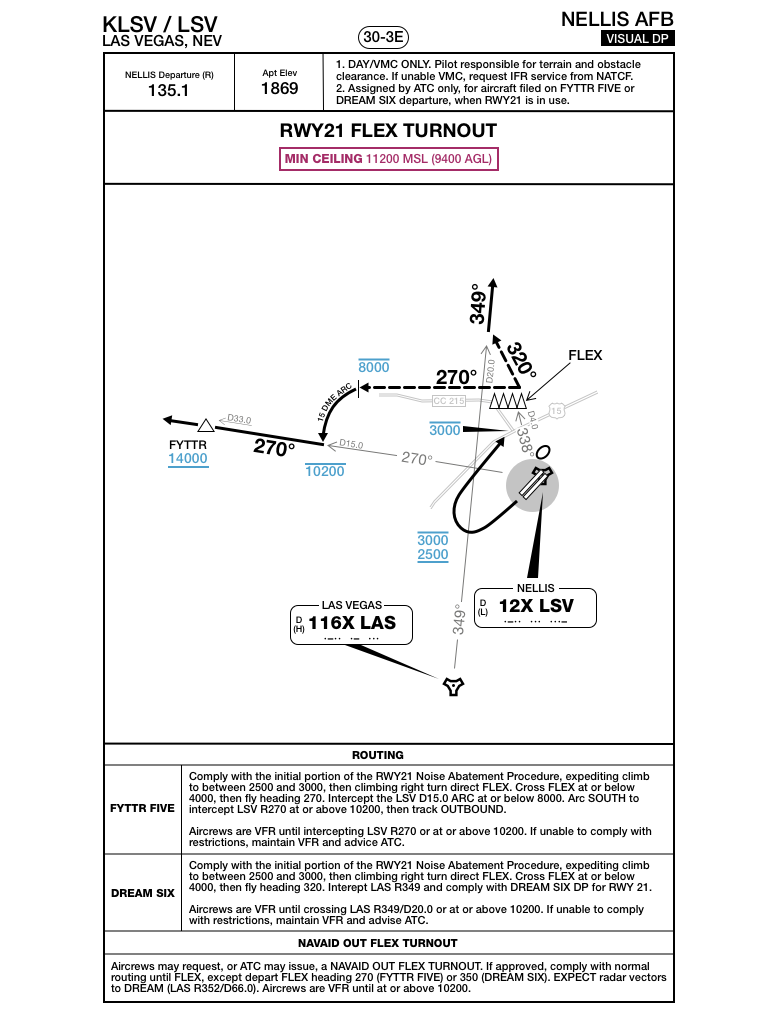 KLSV / LSV
LAS VEGAS, NEV
30-3E
NELLIS AFB
VISUAL DP
NELLIS Departure (R)
135.1
Apt Elev
1869
1. DAY/VMC ONLY. Pilot responsible for terrain and obstacle
clearance. If unable VMC, request IFR service from NATCF.
2. Assigned by ATC only, for aircraft filed on FYTTR FIVE or
DREAM SIX departure, when RWY21 is in use.
RWY21 FLEX TURNOUT
MIN CEILING 11200 MSL (9400 AGL)
349°
320°
FLEX
8000
270°
D20.0
CC 215
15
D4.0
15 DME ARC
D33.0
3000
338°
FYTTR
14000
270°
D15.0
10200
270°
3000
2500
NELLIS
D
(L)
12X LSV
.-.. ... ...-
LAS VEGAS
D
(H)
116X LAS
.-.. .- ...
349°
ROUTING
FYTTR FIVE
Comply with the initial portion of the RWY21 Noise Abatement Procedure, expediting climb
to between 2500 and 3000, then climbing right turn direct FLEX. Cross FLEX at or below
4000, then fly heading 270. Intercept the LSV D15.0 ARC at or below 8000. Arc SOUTH to
intercept LSV R270 at or above 10200, then track OUTBOUND.
Aircrews are VFR until intercepting LSV R270 or at or above 10200. If unable to comply with
restrictions, maintain VFR and advice ATC.
DREAM SIX
Comply with the initial portion of the RWY21 Noise Abatement Procedure, expediting climb
to between 2500 and 3000, then climbing right turn direct FLEX. Cross FLEX at or below
4000, then fly heading 320. Interept LAS R349 and comply with DREAM SIX DP for RWY 21.
Aircrews are VFR until crossing LAS R349/D20.0 or at or above 10200. If unable to comply
with restrictions, maintain VFR and advise ATC.
NAVAID OUT FLEX TURNOUT
Aircrews may request, or ATC may issue, a NAVAID OUT FLEX TURNOUT. If approved, comply with normal
routing until FLEX, except depart FLEX heading 270 (FYTTR FIVE) or 350 (DREAM SIX). EXPECT radar vectors
to DREAM (LAS R352/D66.0). Aircrews are VFR until at or above 10200.